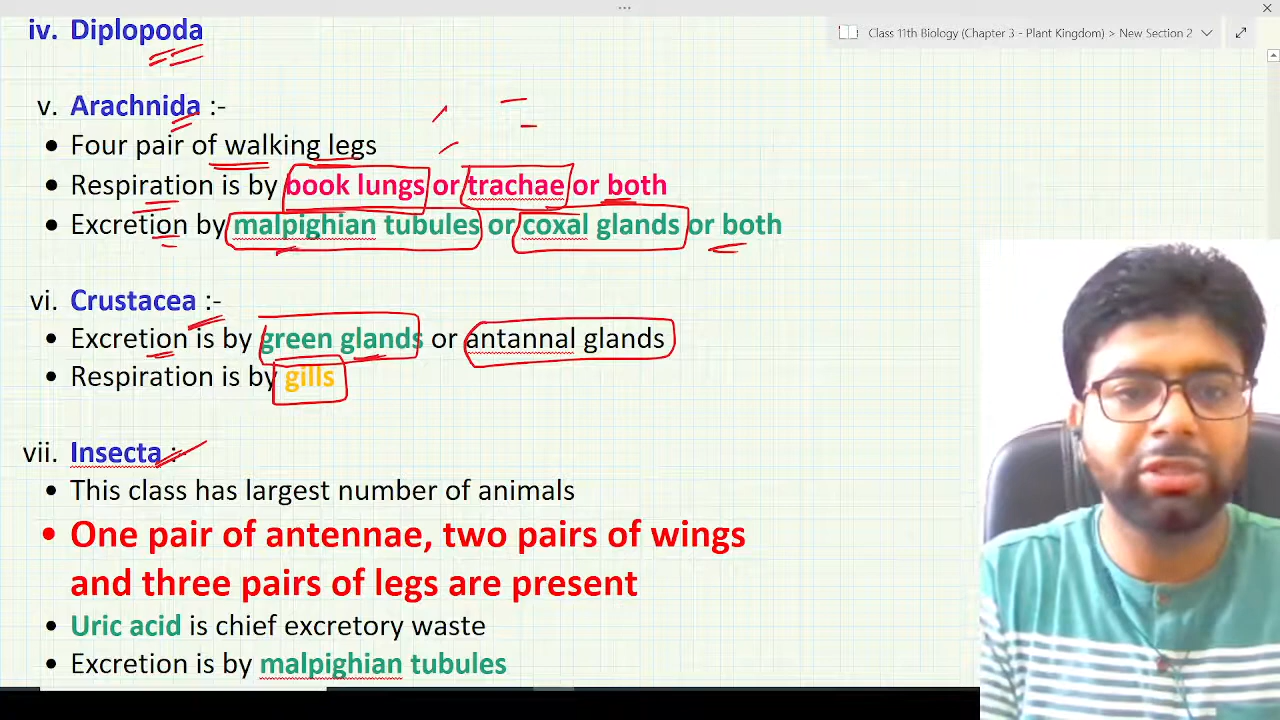 Class 11th Biology (Chapter 3 - Plant Kingdom) > New Section 2
iv. Diplopoda
v. Arachnida :-
• Four pair of walking legs
• Respiration is by book lungs or trachae or both
• Excretion by malpighian tubules or coxal glands or both
vi. Crustacea :-
• Excretion is by green glands or antannal glands
• Respiration is by gills
vii. Insecta :-
• This class has largest number of animals
• One pair of antennae, two pairs of wings
and three pairs of legs are present
• Uric acid is chief excretory waste
• Excretion is by malpighian tubules